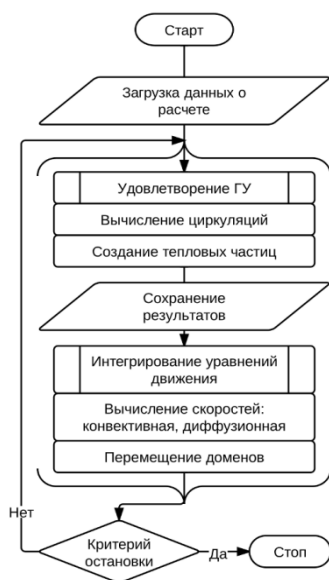 Старт
Загрузка данных о
расчете
Удовлетворение ГУ
Вычисление циркуляций
Создание тепловых частиц
Сохранение
результатов
Интегрирование уравнений
движения
Вычисление скоростей:
конвективная, диффузионная
Перемещение доменов
Нет
Критерий
остановки
Да
Стоп